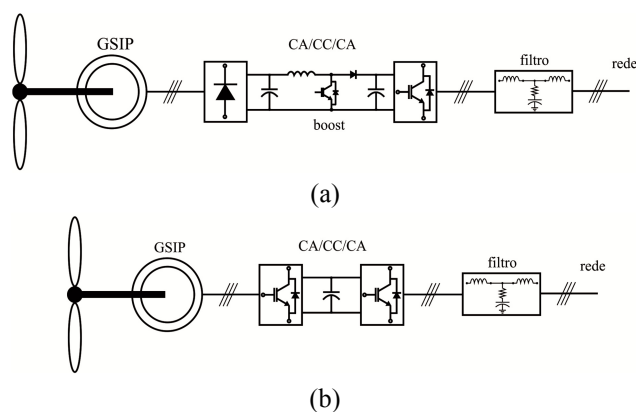 GSIP
CA/CC/CA
filtro
rede
boost
(a)
GSIP
CA/CC/CA
filtro
rede
(b)